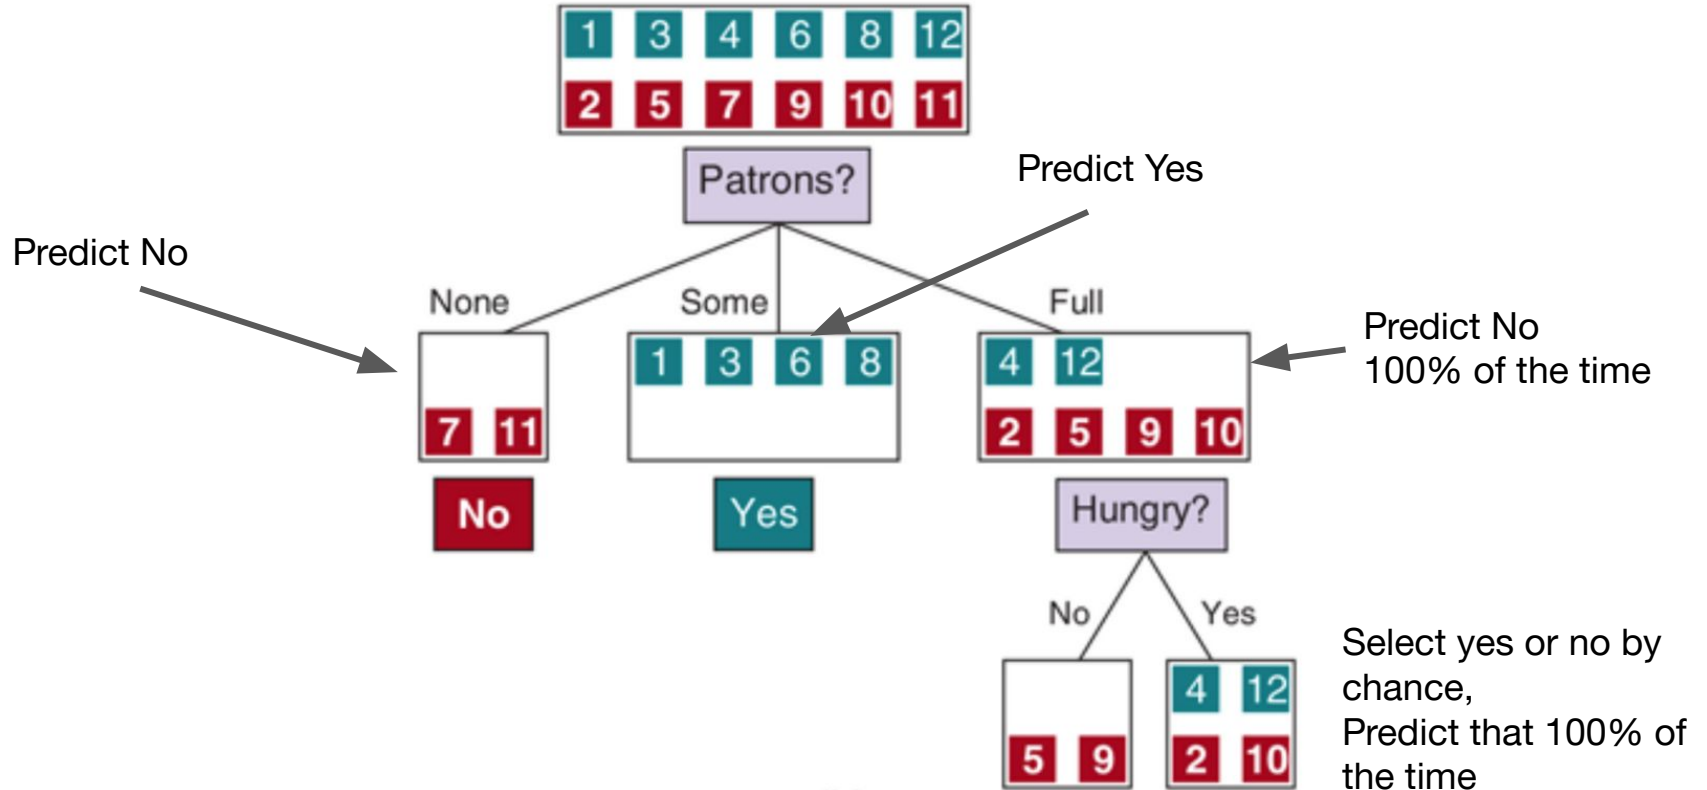 1 3 4 6 8 12
2 5 7 9 10 11
Patrons?
Predict Yes
Predict No
None
Some
Full
Predict No
100% of the time
1 3 6 8
4 12
7 11
2 5 9 10
No
Yes
Hungry?
No
Yes
Select yes or no by
chance,
Predict that 100% of
the time
4 12
5 9
2 10